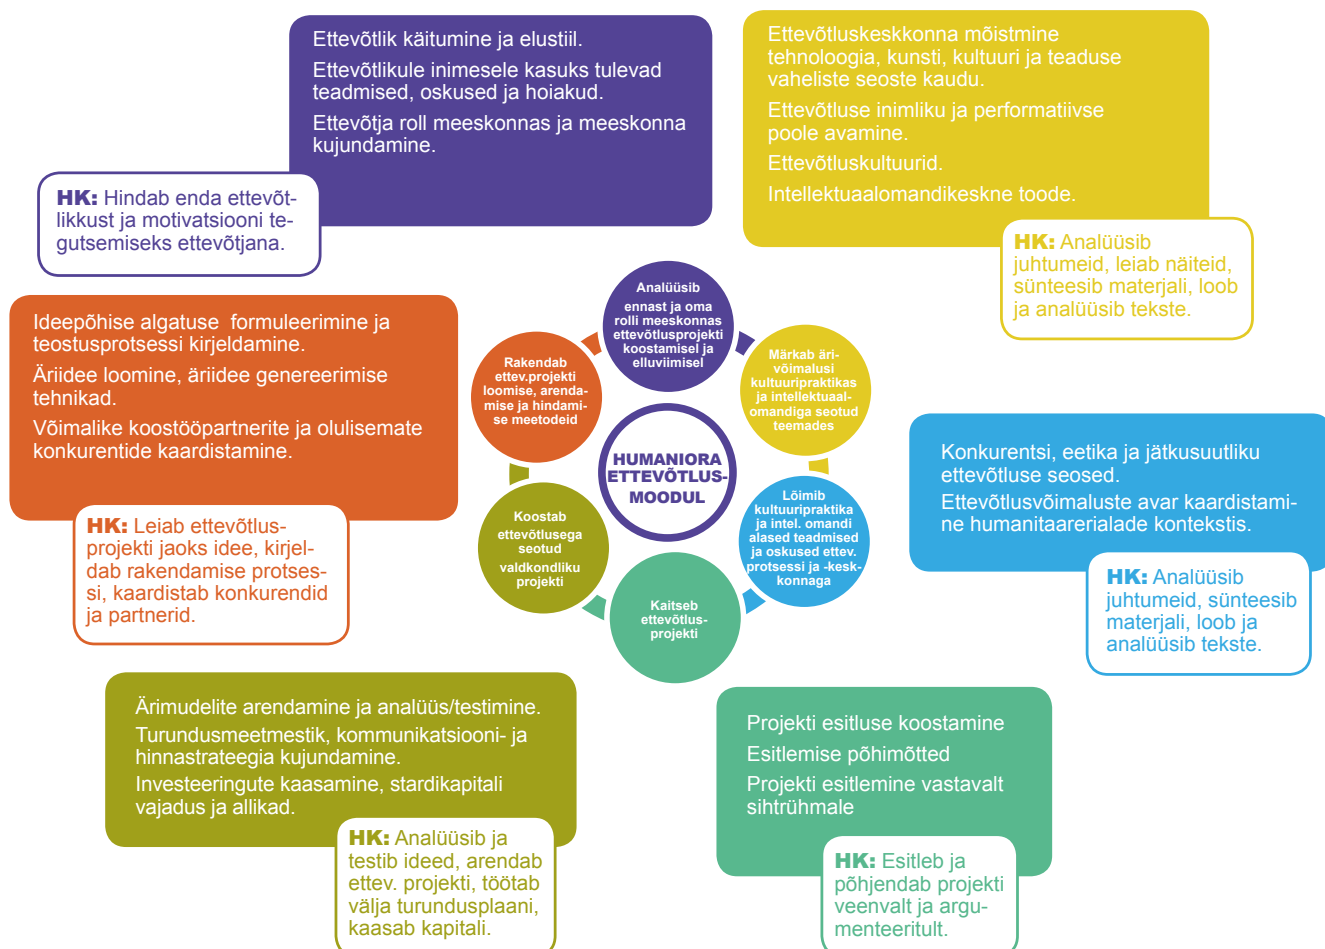 Ettevõtlik käitumine ja elustiil.
Ettevõtlikule inimesele kasuks tulevad
teadmised, oskused ja hoiakud.
Ettevõtja roll meeskonnas ja meeskonna
kujundamine.
HK: Hindab enda ettevõt-
likkust ja motivatsiooni te-
gutsemiseks ettevõtjana.
Ettevõtluskeskkonna mõistmine
tehnoloogia, kunsti, kultuuri ja teaduse
vaheliste seoste kaudu.
Ettevõtluse inimliku ja performatiivse
poole avamine.
Ettevõtluskultuurid.
Intellektuaalomandikeskne toode.
HK: Analüüsib
juhtumeid, leiab näiteid,
sünteesib materjali, loob
ja analüüsib tekste.
Ideepõhise algatuse formuleerimine ja
teostusprotsessi kirjeldamine.
Äriidee loomine, äriidee genereerimise
tehnikad.
Võimalike koostööpartnerite ja olulisemate
konkurentide kaardistamine.
HK: Leiab ettevõtlus-
projekti jaoks idee, kirjel-
dab rakendamise protses-
si, kaardistab konkurendid
ja partnerid.
Analüüsib
ennast ja oma
rolli meeskonnas
ettevõtlusprojekti
koostamisel ja
elluviimisel
Märkab äri-
võimalusi
kultuuripraktikas
ja intellektuaal-
omandiga seotud
teemades
Rakendab
ettev.projekti
loomise, arenda-
mise ja hindami-
se meetodeid
HUMANIORA
ETTEVÕTLUS-
MOODUL
Lõimib
kultuuripraktika
ja intel. omandi
alased teadmised
ja oskused ettev.
protsessi ja -kesk-
konnaga
Koostab
ettevõtlusega
seotud
valdkondliku
projekti
Kaitseb
ettevõtlus-
projekti
Konkurentsi, eetika ja jätkusuutliku
ettevõtluse seosed.
Ettevõtlusvõimaluste avar kaardistami-
ne humanitaarerialade kontekstis.
HK: Analüüsib
juhtumeid, sünteesib
materjali, loob ja
analüüsib tekste.
Ärimudelite arendamine ja analüüs/testimine.
Turundusmeetmestik, kommunikatsiooni- ja
hinnastrateegia kujundamine.
Investeeringute kaasamine, stardikapitali
vajadus ja allikad.
HK: Analüüsib ja
testib ideed, arendab
ettev. projekti, töötab
välja turundusplaani,
kaasab kapitali.
Projekti esitluse koostamine
Esitlemise põhimõtted
Projekti esitlemine vastavalt
sihtrühmale
HK: Esitleb ja
põhjendab projekti
veenvalt ja argu-
menteeritult.